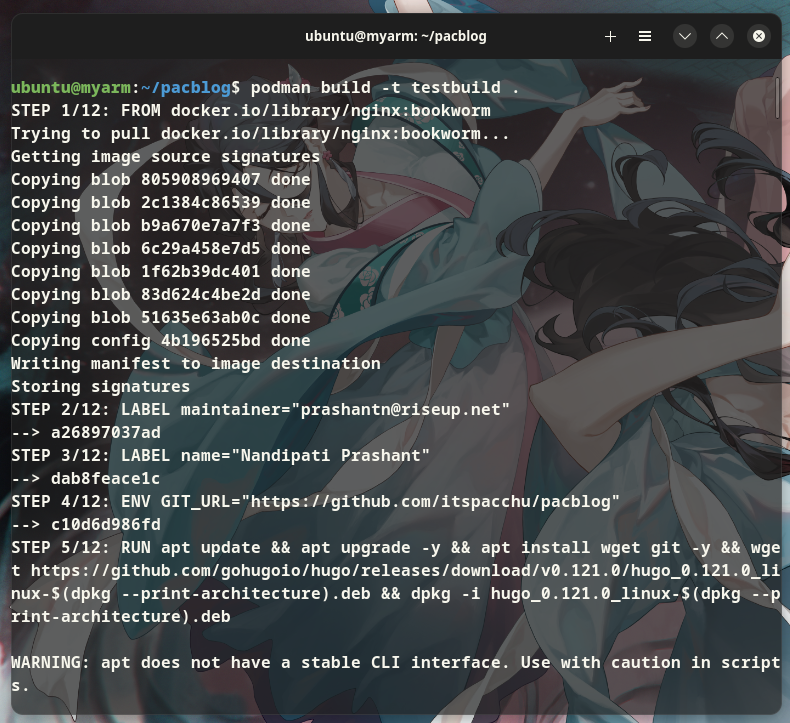 ubuntu@myarm: ~/pacblog
ubuntu@myarm:~/pacblog$ podman build -t testbuild .
STEP 1/12: FROM docker.io/library/nginx:bookworm
Trying to pull docker.io/library/nginx:bookworm...
Getting image source signatures
Copying blob 805908969407 done
Copying blob 2c1384c86539 done
Copying blob b9a670e7a7f3 done
Copying blob 6c29a458e7d5 done
Copying blob 1f62b39dc401 done
Copying blob 83d624c4be2d done
Copying blob 51635e63ab0c done
Copying config 4b196525bd done
Writing manifest to image destination
Storing signatures
STEP 2/12: LABEL maintainer="prashantn@riseup.net"
--> a26897037ad
STEP 3/12: LABEL name="Nandipati Prashant"
--> dab8feace1c
STEP 4/12: ENV GIT_URL="https://github.com/itspacchu/pacblog"
--> c10d6d986fd
STEP 5/12: RUN apt update && apt upgrade -y && apt install wget git -y && wge
t https://github.com/gohugoio/hugo/releases/download/v0.121.0/hugo_0.121.0_li
nux-$(dpkg --print-architecture).deb && dpkg -i hugo_0.121.0_linux-$(dpkg --p
rint-architecture).deb
WARNING: apt does not have a stable CLI interface. Use with caution in script
s.